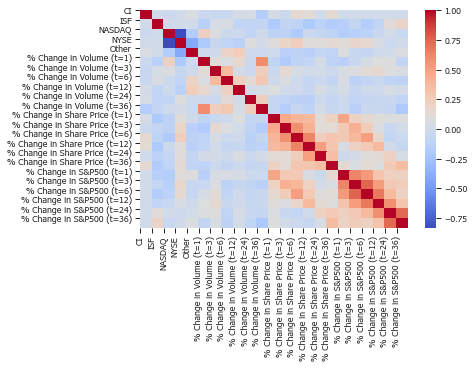 CI
ISF
NASDAQ
NYSE
Other
% Change in Volume (t=1)
% Change in Volume (t=3)
% Change in Volume (t=6)
% Change in Volume (t=12)
% Change in Volume (t=24)
% Change in Volume (t=36)
% Change in Share Price (t=1)
% Change in Share Price (t=3)
% Change in Share Price (t=6)
% Change in Share Price (t=12)
% Change in Share Price (t=24)
% Change in Share Price (t=36)
% Change in S&P500 (t=1)
% Change in S&P500 (t=3)
% Change in S&P500 (t=6)
% Change in S&P500 (t=12)
% Change in S&P500 (t=24)
% Change in S&P500 (t=36)
CI
ISF
NASDAQ
NYSE
Other
% Change in Volume (t=1)
% Change in Volume (t=3)
% Change in Volume (t=6)
% Change in Volume (t=12)
% Change in Volume (t=24)
% Change in Volume (t=36)
% Change in Share Price (t=1)
% Change in Share Price (t=3)
% Change in Share Price (t=6)
% Change in Share Price (t=12)
% Change in Share Price (t=24)
% Change in Share Price (t=36)
% Change in S&P500 (t=1)
% Change in S&P500 (t=3)
% Change in S&P500 (t=6)
% Change in S&P500 (t=12)
% Change in S&P500 (t=24)
% Change in S&P500 (t=36)
1.00
0.75
0.50
0.25
0.00
−0.25
−0.50
−0.75